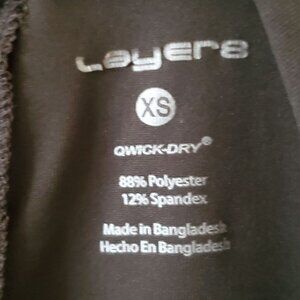 Layer8
XS
QWICK-DRY®
88% Polyester
12% Spandex
Made in Bangladesh
Hecho En Bangladesh